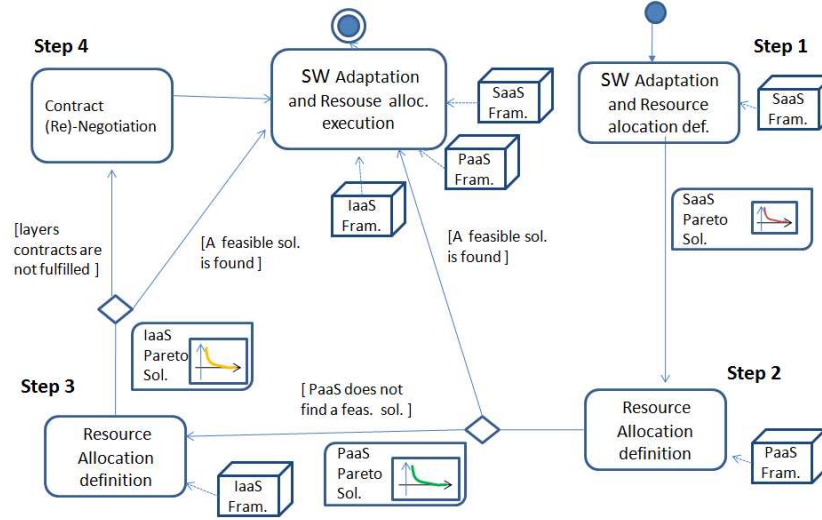 Step 4
Contract
(Re)-Negotiation
SW Adaptation
and Resouse alloc.
execution
SaaS
Fram.
PaaS
Fram.
IaaS
Fram.
Step 1
SW Adaptation
and Resource
alocation def.
SaaS
Fram.
SaaS
Pareto
Sol.
[layers
contracts are
not fulfilled ]
[A feasible sol.
is found ]
[A feasible sol.
is found ]
IaaS
Pareto
Sol.
Step 3
Resource
Allocation
definition
IaaS
Fram.
[ PaaS does not
find a feas. sol. ]
PaaS
Pareto
Sol.
Step 2
Resource
Allocation
definition
PaaS
Fram.